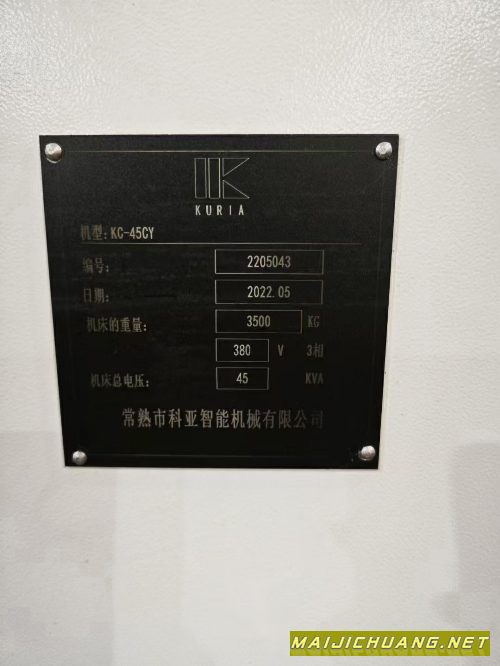 KURIA
机型: KC-45CY
编号: 2205043
日期: 2022.05
机床的重量: 3500 KG
380 V 3相
机床总电压: 45 KVA
常熟市科亚智能机械有限公司
MAIJICHUANG.NET